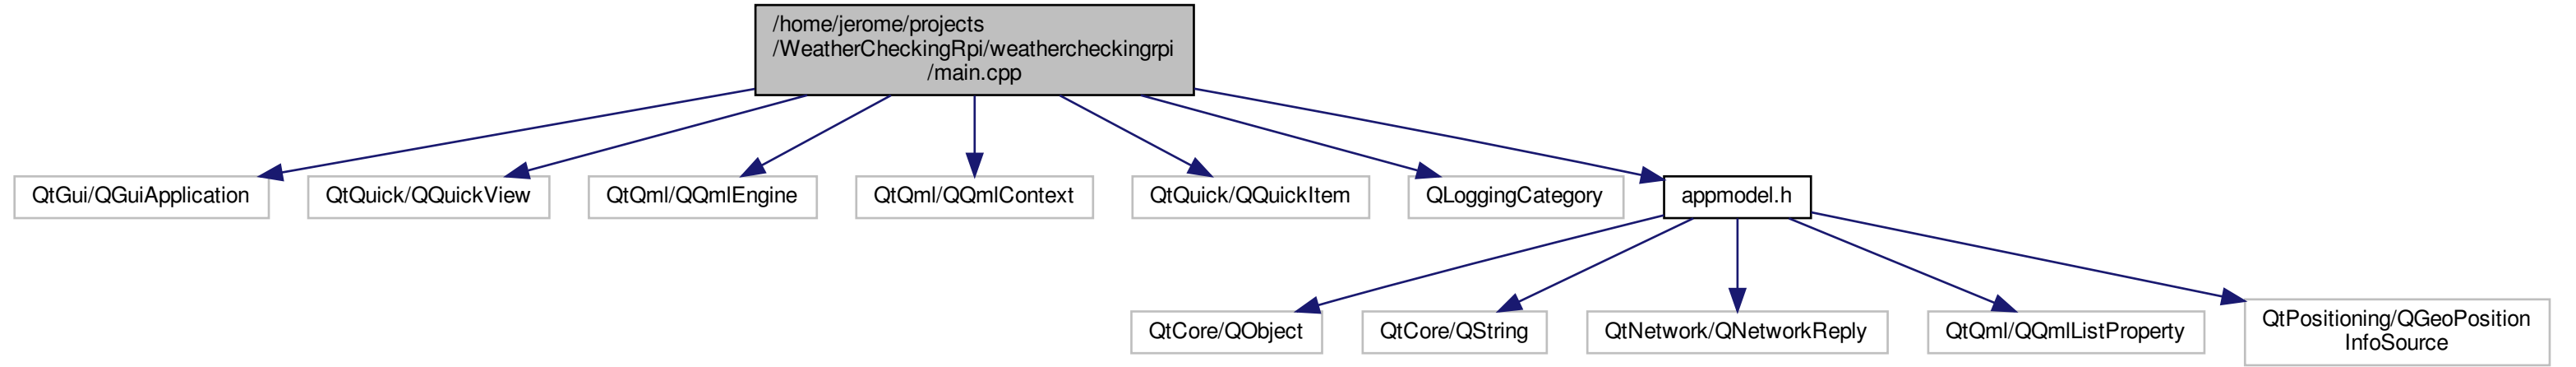 /home/jerome/projects
/WeatherCheckingRpi/weathercheckingrpi
/main.cpp
QtGui/QGuiApplication
QtQuick/QQuickView
QtQml/QQmlEngine
QtQml/QQmlContext
QtQuick/QQuickItem
QLoggingCategory
appmodel.h
QtCore/QObject
QtCore/QString
QtNetwork/QNetworkReply
QtQml/QQmlListProperty
QtPositioning/QGeoPosition
InfoSource